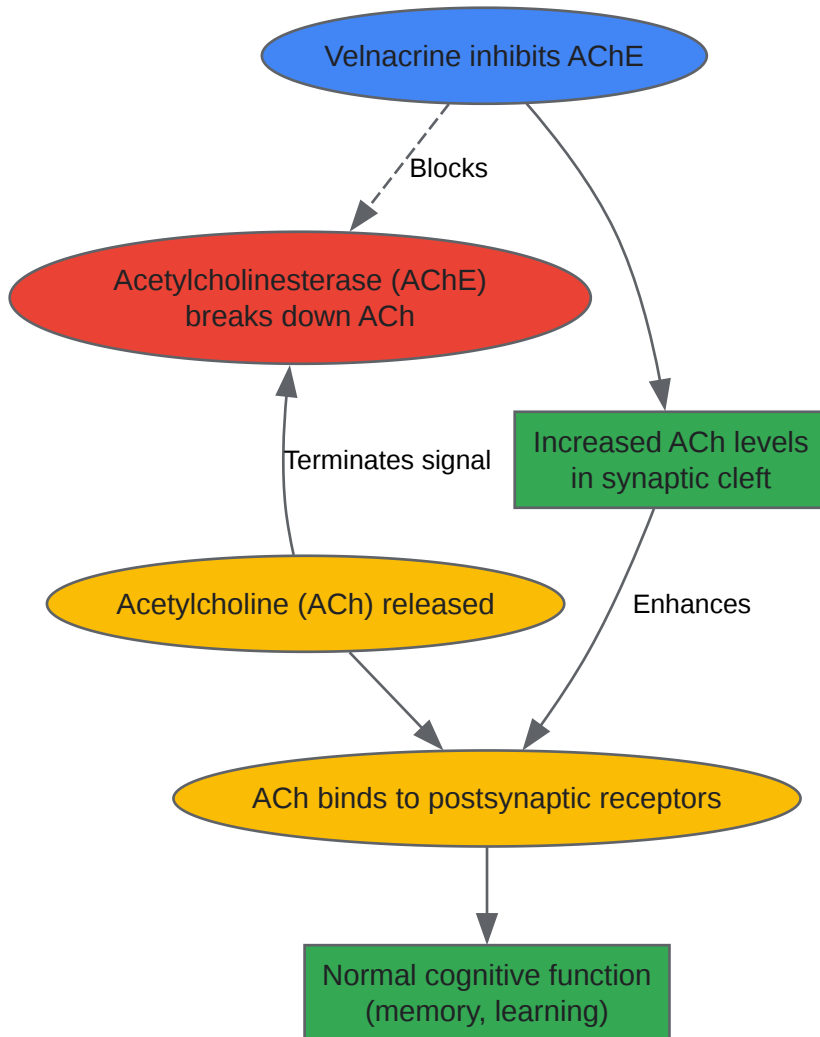 Velnacrine inhibits AChE
Blocks
Acetylcholinesterase (AChE)
breaks down ACh
Increased ACh levels
in synaptic cleft
Terminates signal
Acetylcholine (ACh) released
Enhances
ACh binds to postsynaptic receptors
Normal cognitive function
(memory, learning)